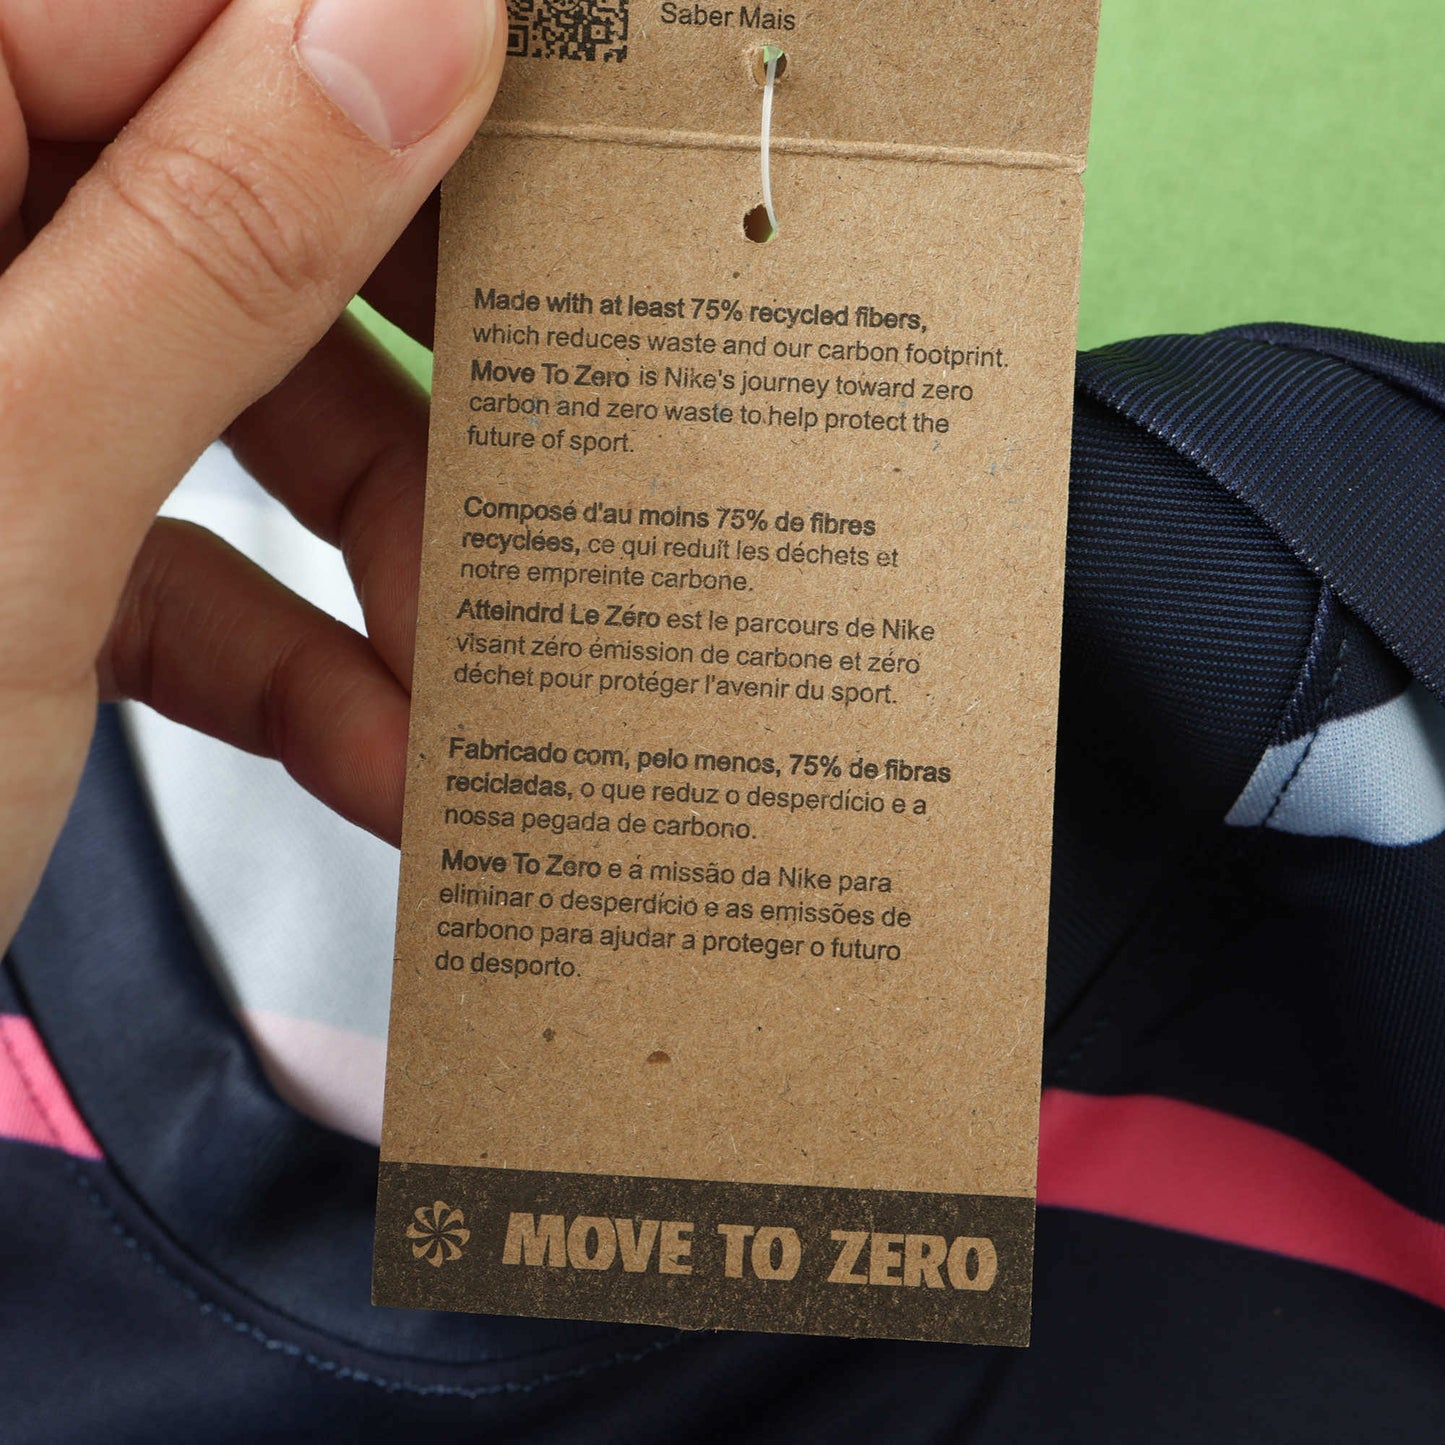 Saber Mais
Made with at least 75% recycled fibers,
which reduces waste and our carbon footprint.
Move To Zero is Nike's journey toward zero
carbon and zero waste to help protect the
future of sport.
Composé d'au moins 75% de fibres
recyclées, ce qui reduit les déchets et
notre empreinte carbone.
Atteindrd Le Zéro est le parcours de Nike
visant zéro émission de carbone et zéro
déchet pour protéger l'avenir du sport.
Fabricado com, pelo menos, 75% de fibras
recicladas, o que reduz o desperdício e a
nossa pegada de carbono.
Move To Zero e á missão da Nike para
eliminar o desperdício e as emissões de
carbono para ajudar a proteger o futuro
do desporto.
MOVE TO ZERO